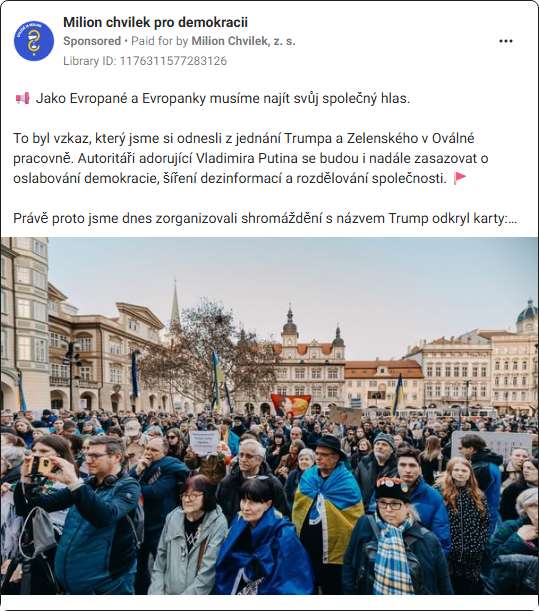 Milion chvilek pro demokracii
Sponsored • Paid for by Milion Chvilek, z. s.
Library ID: 1176311577283126
Jako Evropané a Evropanky musíme najít svůj společný hlas.
To byl vzkaz, který jsme si odnesli z jednání Trumpa a Zelenského v Oválné
pracovně. Autoritáři adorující Vladimira Putina se budou i nadále zasazovat o
oslabování demokracie, šíření dezinformací a rozdělování společnosti.
Právě proto jsme dnes zorganizovali shromáždění s názvem Trump odkryl karty:…